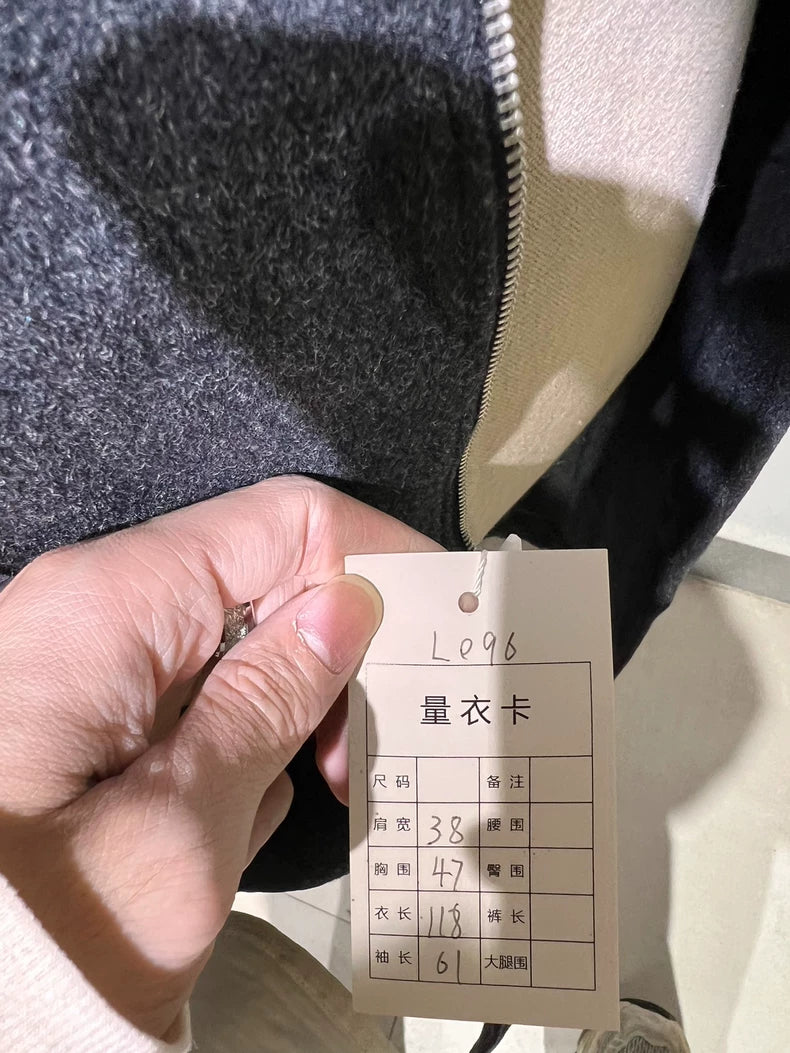 Le96
量衣卡
尺码 备注
肩宽 38 腰围
胸围 47 臀围
衣长 118 裤长
袖长 61 大腿围